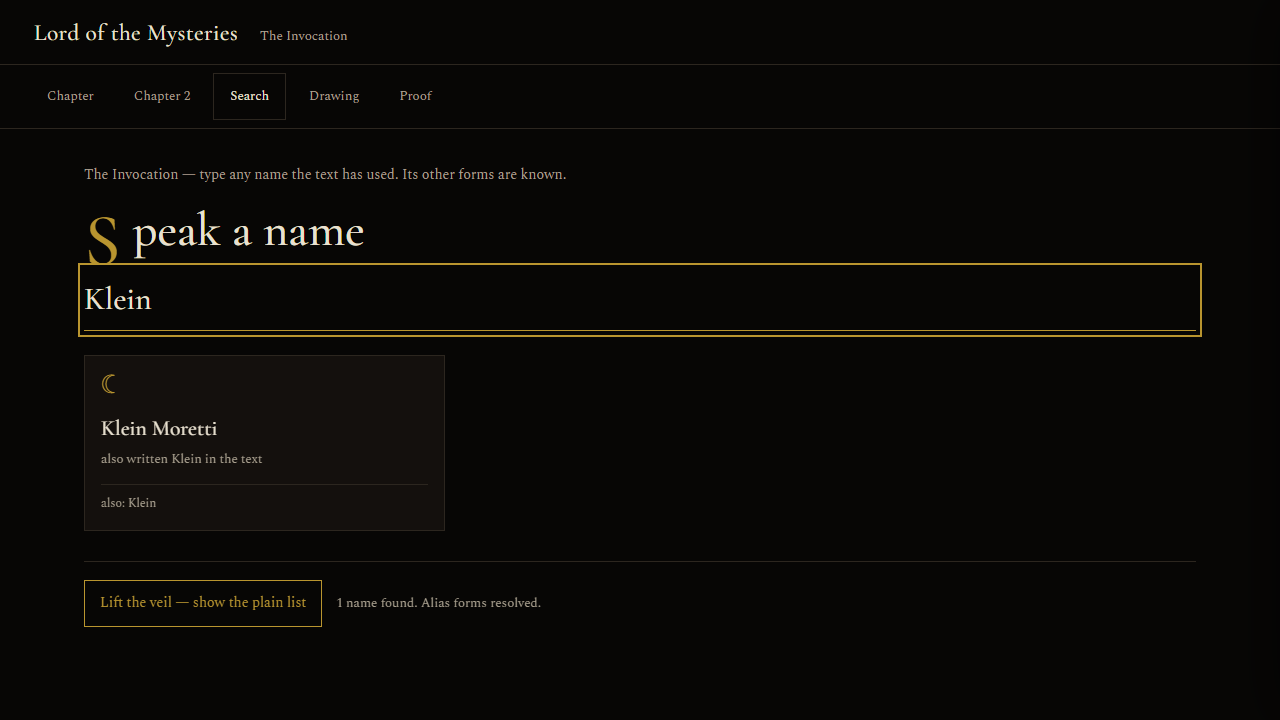 Lord of the Mysteries The Invocation
Chapter Chapter 2 Search Drawing Proof
The Invocation — type any name the text has used. Its other forms are known.
Speak a name
Klein
Klein Moretti
also written Klein in the text
also: Klein
Lift the veil — show the plain list 1 name found. Alias forms resolved.